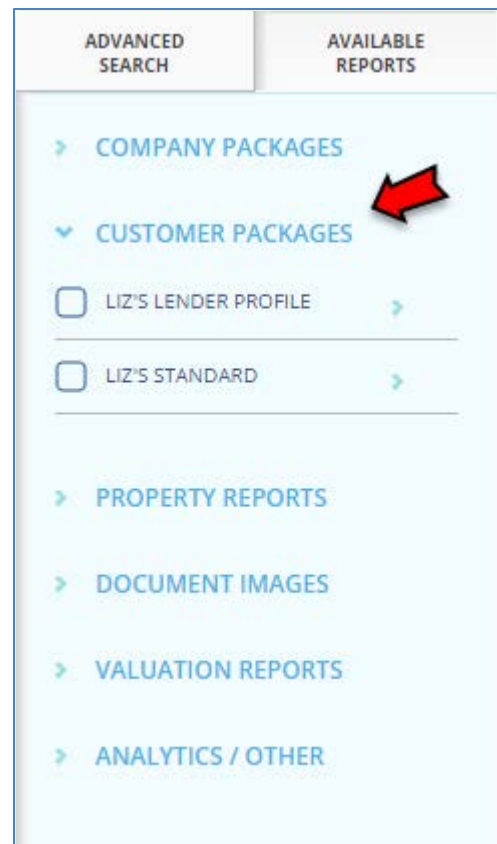 ADVANCED
SEARCH
AVAILABLE
REPORTS
COMPANY PACKAGES
CUSTOMER PACKAGES
LIZ'S LENDER PROFILE
LIZ'S STANDARD
PROPERTY REPORTS
DOCUMENT IMAGES
VALUATION REPORTS
ANALYTICS / OTHER